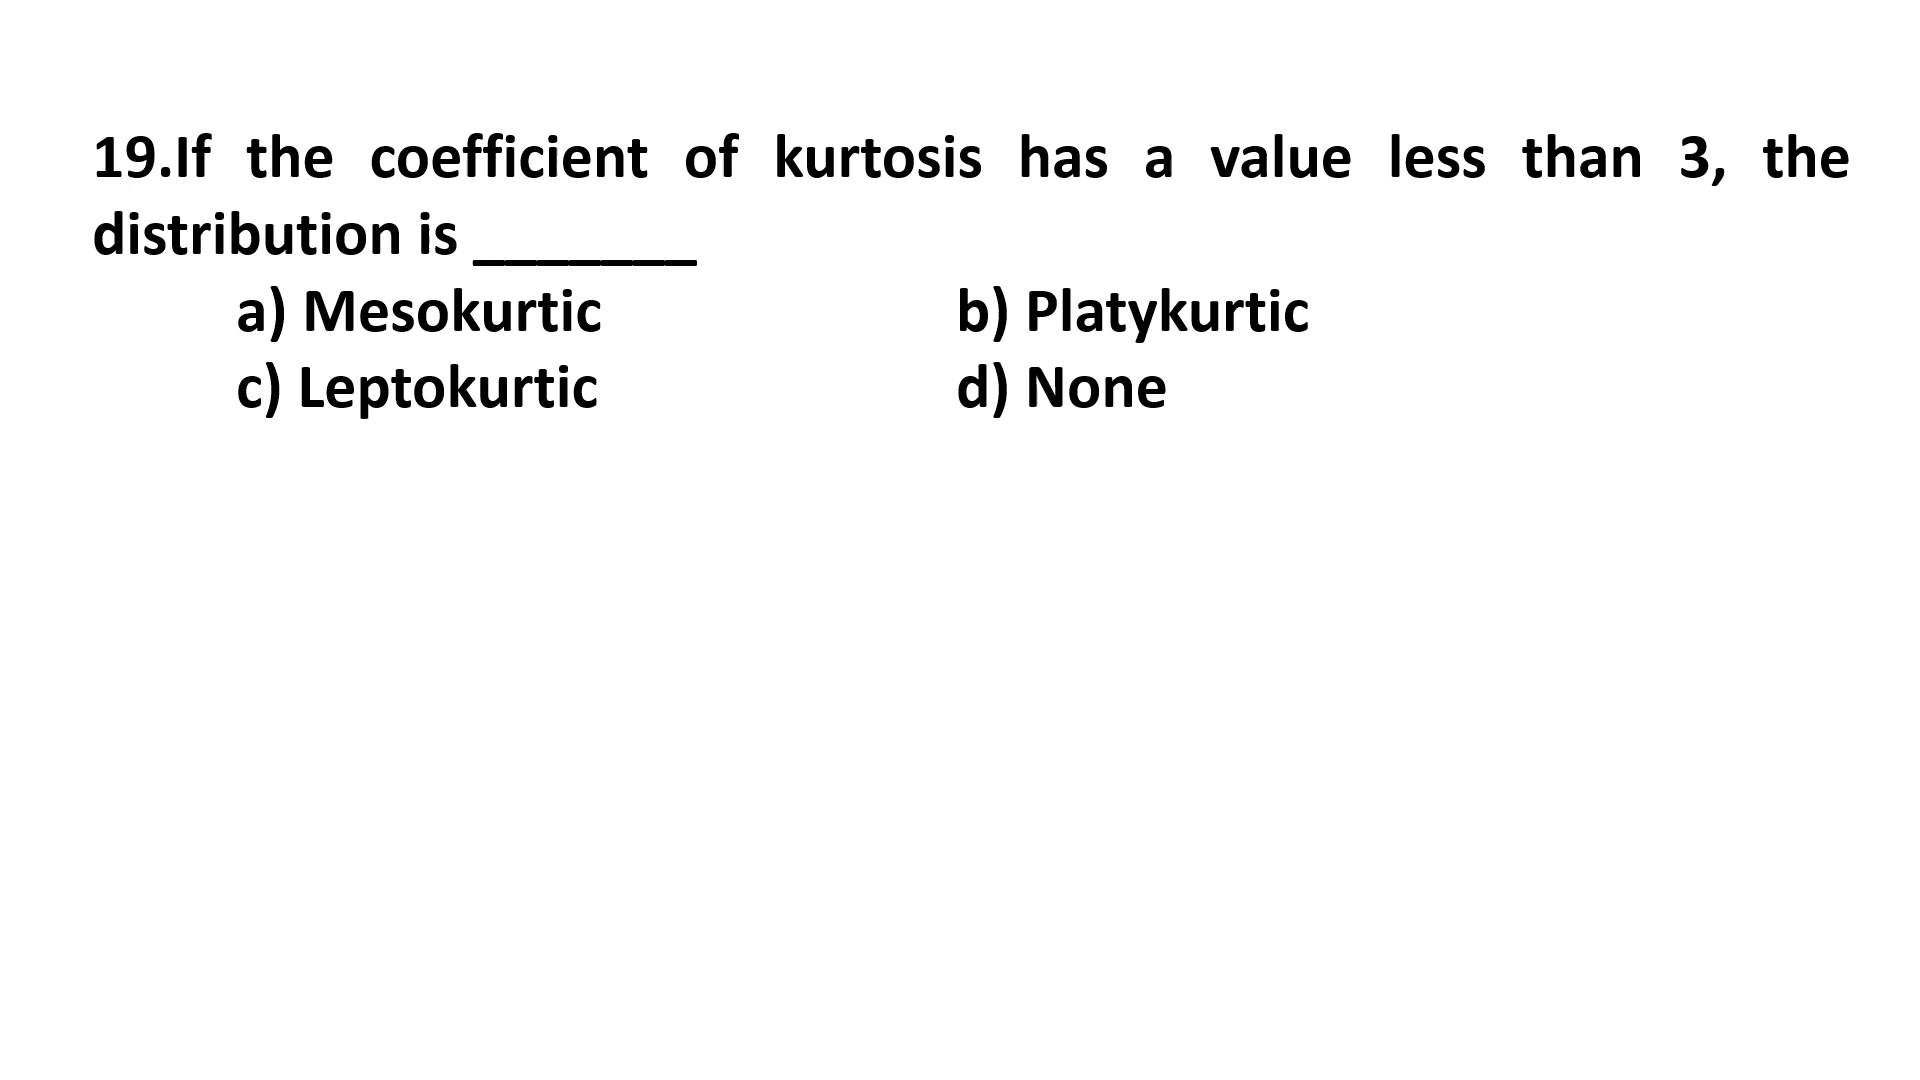 19.If the coefficient of kurtosis has a value less than 3, the
distribution is _______
a) Mesokurtic b) Platykurtic
c) Leptokurtic d) None